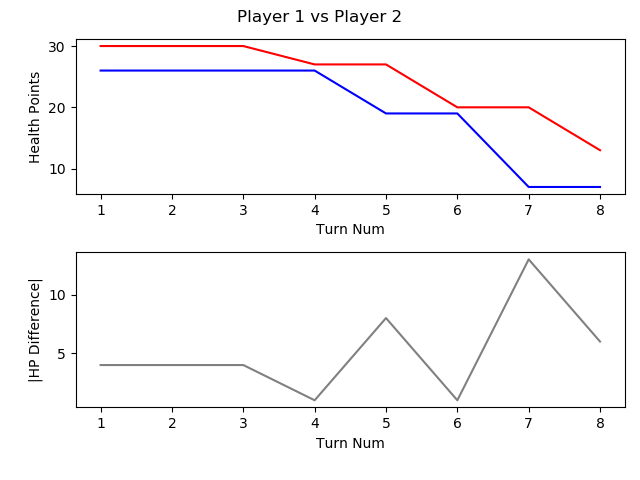 Player 1 vs Player 2
Health Points
30
20
10
1 2 3 4 5 6 7 8
Turn Num
|HP Difference|
10
5
1 2 3 4 5 6 7 8
Turn Num